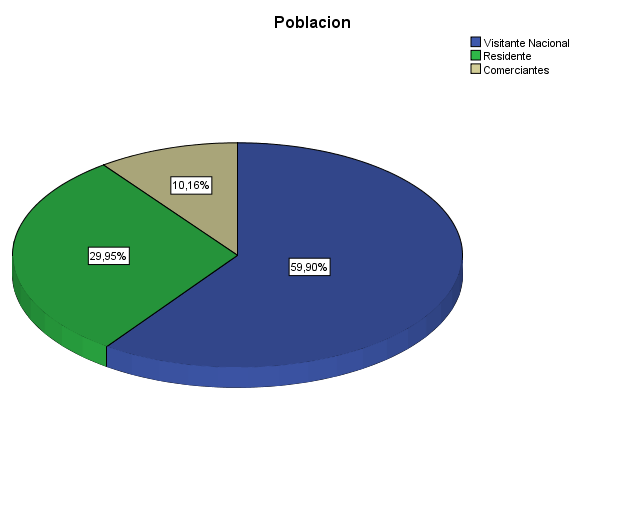 Poblacion
Visitante Nacional
Residente
Comerciantes
10,16%
29,95%
59,90%